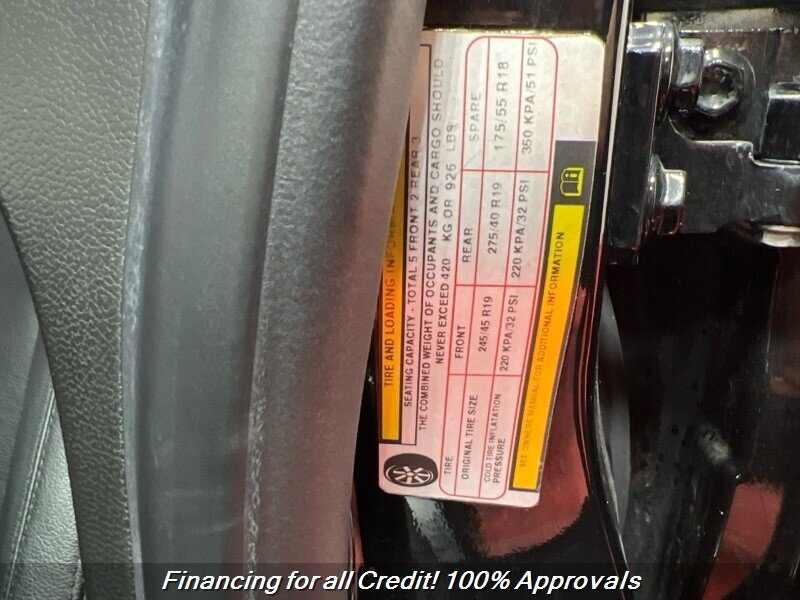 TIRE AND LOADING
SEATING CAPACITY - TOTAL 5 FRONT 2 REAR 3
THE COMBINED WEIGHT OF OCCUPANTS AND CARGO SHOULD
NEVER EXCEED 420 KG OR 926 LBS
TIRE FRONT REAR SPARE
ORIGINAL TIRE SIZE 245/45 R19 275/40 R19 175/55 R18
COLD TIRE INFLATATION
PRESSURE 220 KPA/32 PSI 220 KPA/32 PSI 350 KPA/51 PSI
SEE OWNERS MANUAL FOR ADDITIONAL INFORMATION
Financing for all Credit! 100% Approvals